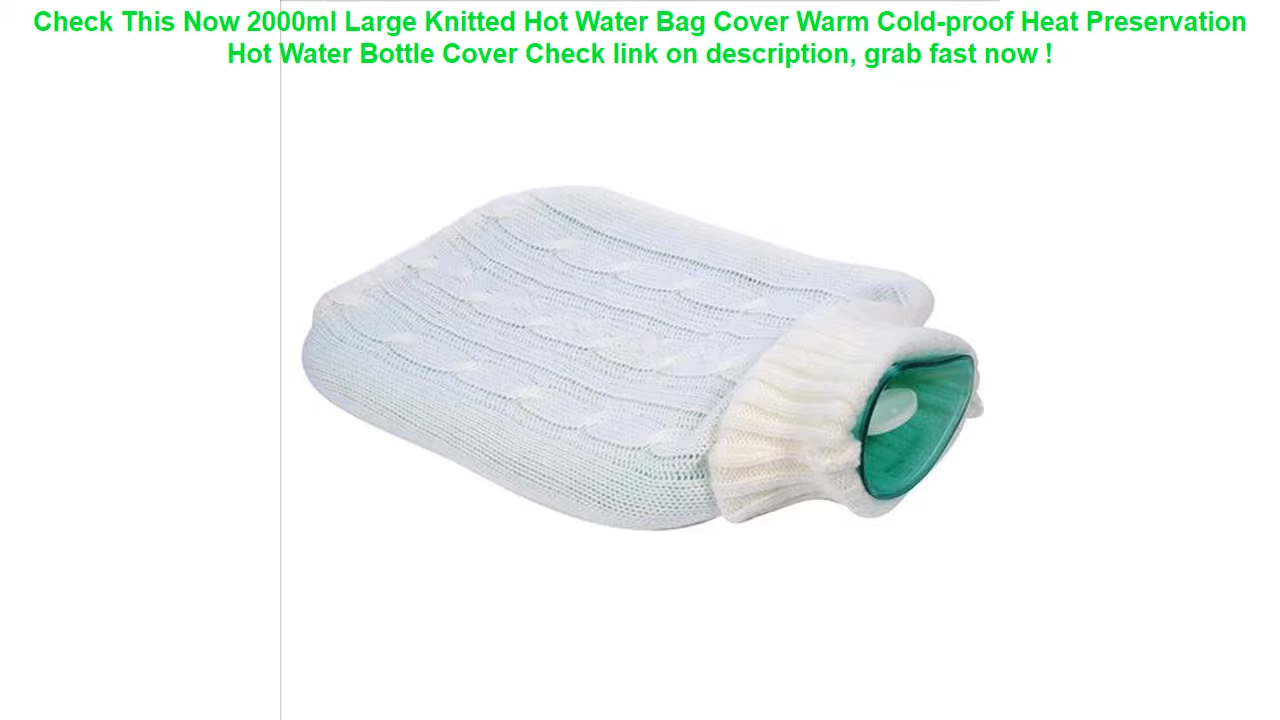 Check This Now 2000ml Large Knitted Hot Water Bag Cover Warm Cold-proof Heat Preservation
Hot Water Bottle Cover Check link on description, grab fast now !